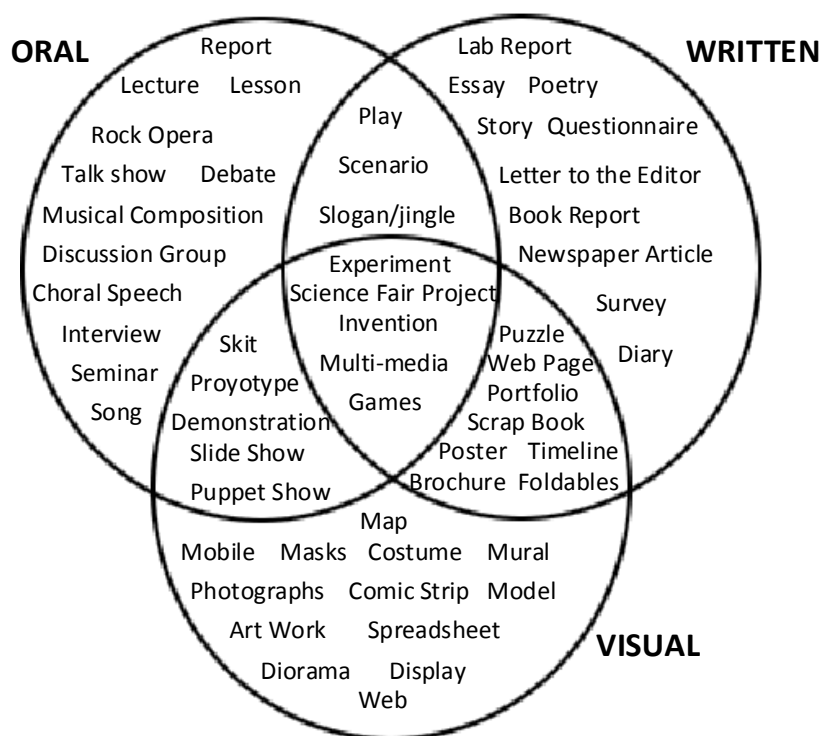 ORAL
WRITTEN
Report
Lecture Lesson
Rock Opera
Talk show Debate
Musical Composition
Discussion Group
Choral Speech
Interview
Seminar
Song
Play
Scenario
Slogan/jingle
Lab Report
Essay Poetry
Story Questionnaire
Letter to the Editor
Book Report
Newspaper Article
Survey
Diary
Experiment
Science Fair Project
Invention
Multi-media
Games
Skit
Proyotype
Demonstration
Slide Show
Puppet Show
Puzzle
Web Page
Portfolio
Scrap Book
Poster Timeline
Brochure Foldables
Map
Mobile Masks Costume Mural
Photographs Comic Strip Model
Art Work Spreadsheet
Diorama Display
Web
VISUAL